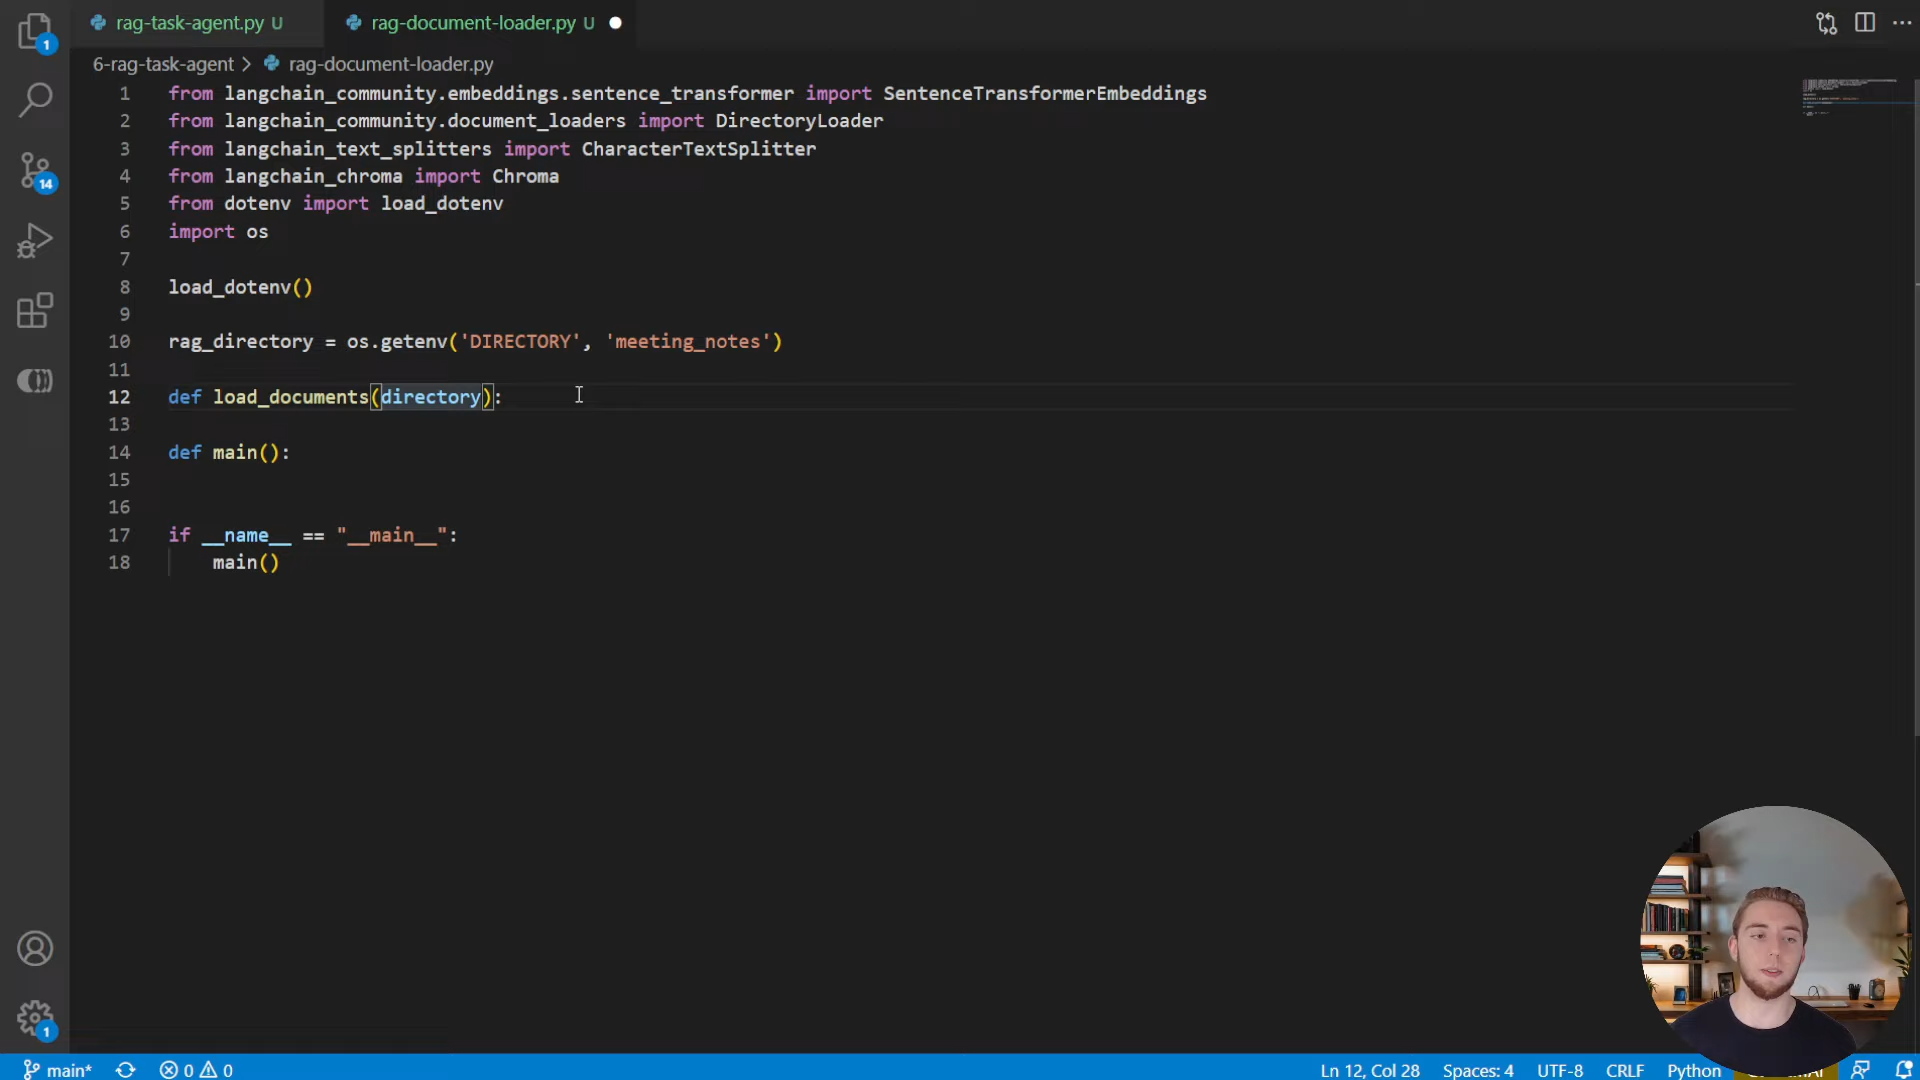 rag-task-agent.py U
rag-document-loader.py U
6-rag-task-agent > rag-document-loader.py
1 from langchain_community.embeddings.sentence_transformer import SentenceTransformerEmbeddings
2 from langchain_community.document_loaders import DirectoryLoader
3 from langchain_text_splitters import CharacterTextSplitter
4 from langchain_chroma import Chroma
5 from dotenv import load_dotenv
6 import os
7
8 load_dotenv()
9
10 rag_directory = os.getenv('DIRECTORY', 'meeting_notes')
11
12 def load_documents(directory):
13
14 def main():
15
16
17 if __name__ == "__main__":
18     main()
1
14
1
main* 0 0 Ln 12, Col 28 Spaces: 4 UTF-8 CRLF Python